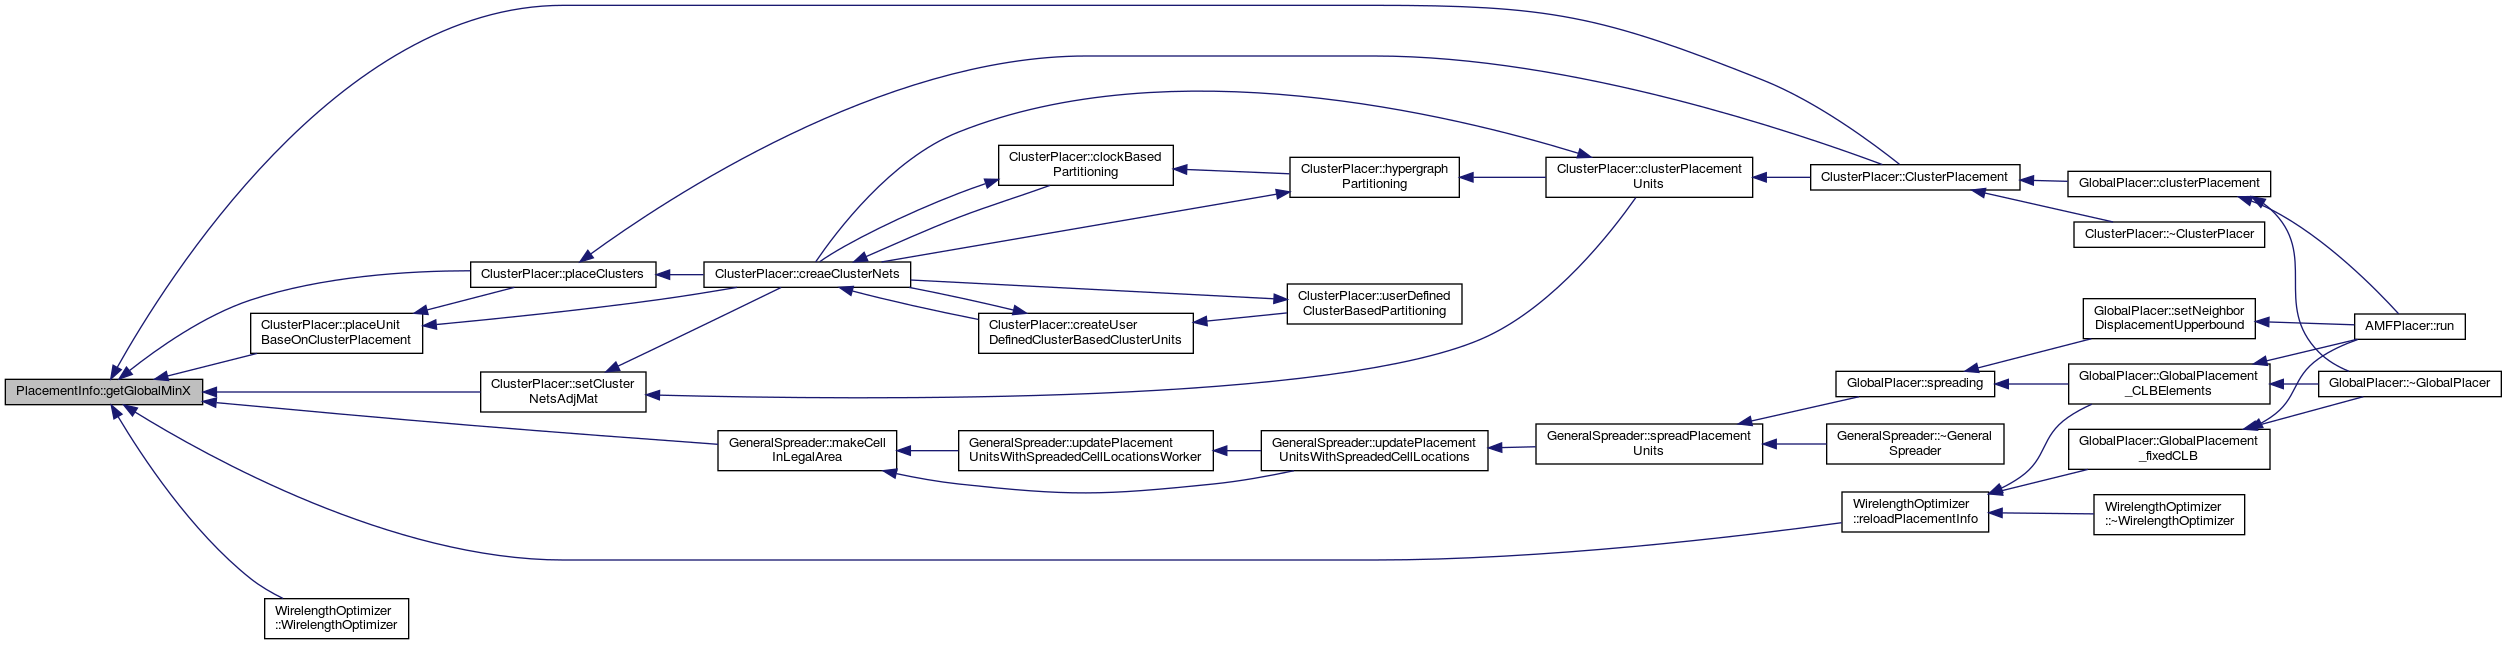 PlacementInfo::getGlobalMinX
ClusterPlacer::placeUnit
BaseOnClusterPlacement
WirelengthOptimizer
::WirelengthOptimizer
ClusterPlacer::placeClusters
ClusterPlacer::setCluster
NetsAdjMat
ClusterPlacer::creaeClusterNets
GeneralSpreader::makeCell
InLegalArea
ClusterPlacer::clockBased
Partitioning
ClusterPlacer::createUser
DefinedClusterBasedClusterUnits
GeneralSpreader::updatePlacement
UnitsWithSpreadedCellLocationsWorker
ClusterPlacer::hypergraph
Partitioning
ClusterPlacer::userDefined
ClusterBasedPartitioning
GeneralSpreader::updatePlacement
UnitsWithSpreadedCellLocations
ClusterPlacer::clusterPlacement
Units
GeneralSpreader::spreadPlacement
Units
ClusterPlacer::ClusterPlacement
GlobalPlacer::spreading
GeneralSpreader::~General
Spreader
WirelengthOptimizer
::reloadPlacementInfo
GlobalPlacer::clusterPlacement
ClusterPlacer::~ClusterPlacer
GlobalPlacer::setNeighbor
DisplacementUpperbound
GlobalPlacer::GlobalPlacement
_CLBElements
GlobalPlacer::GlobalPlacement
_fixedCLB
WirelengthOptimizer
::~WirelengthOptimizer
AMFPlacer::run
GlobalPlacer::~GlobalPlacer